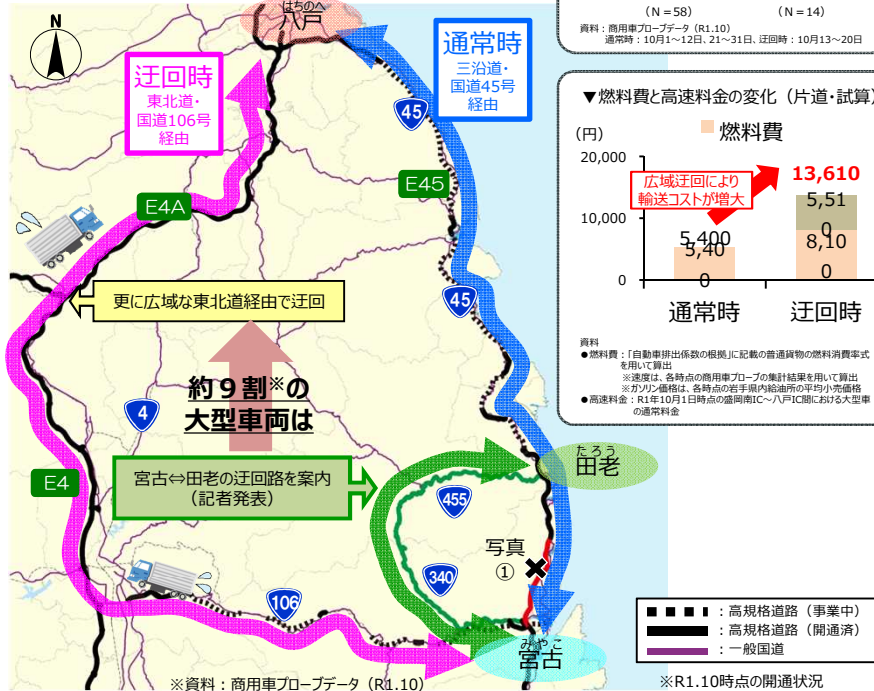 (N=58)
(N=14)
資料：商用車プローブデータ（R1.10）
通常時：10月1～12日、21～31日、迂回時：10月13～20日
N
はちのへ
八戸
迂回時
東北道・
国道106号
経由
通常時
三沿道・
国道45号
経由
45
E45
E4A
45
更に広域な東北道経由で迂回
約９割※の
大型車両は
4
E4
宮古⇔田老の迂回路を案内
（記者発表）
たろう
田老
455
340
写真
①
106
みやこ
宮古
※資料：商用車プローブデータ（R1.10）
▼燃料費と高速料金の変化（片道・試算）
（円）
燃料費
20,000
10,000
0
広域迂回により
輸送コストが増大
13,610
5,51
0
8,10
0
5,400
5,40
0
通常時
迂回時
資料
●燃料費：「自動車排出係数の根拠」に記載の普通貨物の燃料消費率式
を用いて算出
※速度は、各時点の商用車プローブの集計結果を用いて算出
※ガソリン価格は、各時点の岩手県内給油所の平均小売価格
●高速料金：R1年10月1日時点の盛岡南IC～八戸IC間における大型車
の通常料金
：高規格道路（事業中）
：高規格道路（開通済）
：一般国道
※R1.10時点の開通状況